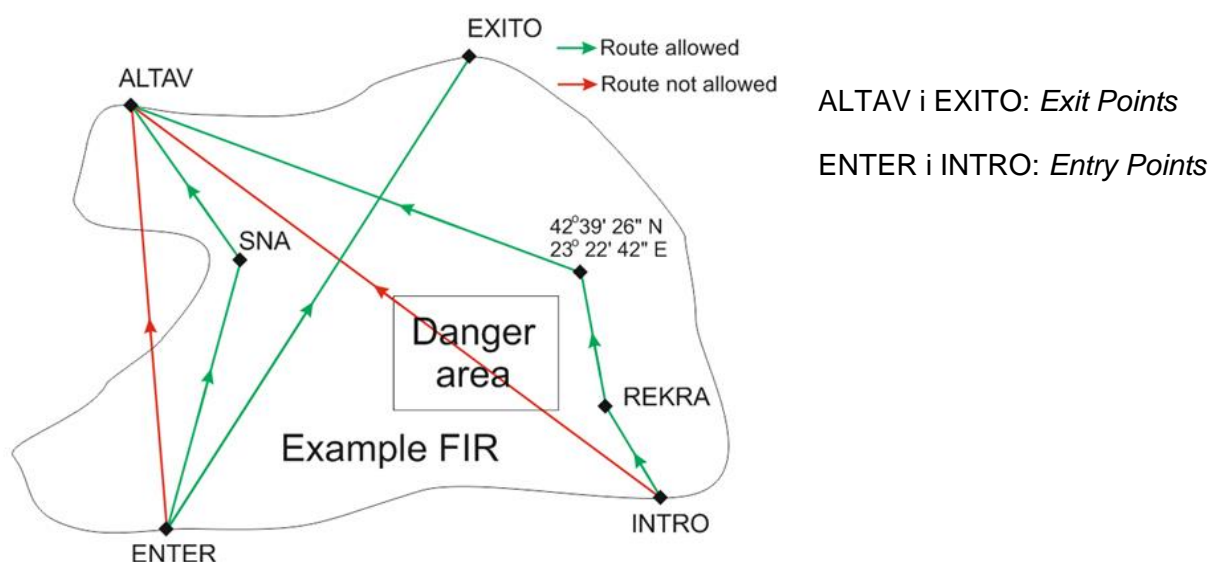 EXITO
Route allowed
Route not allowed
ALTAV
ALTAV i EXITO: Exit Points
ENTER i INTRO: Entry Points
SNA
42°39' 26" N
23° 22' 42" E
Danger
area
REKRA
Example FIR
INTRO
ENTER